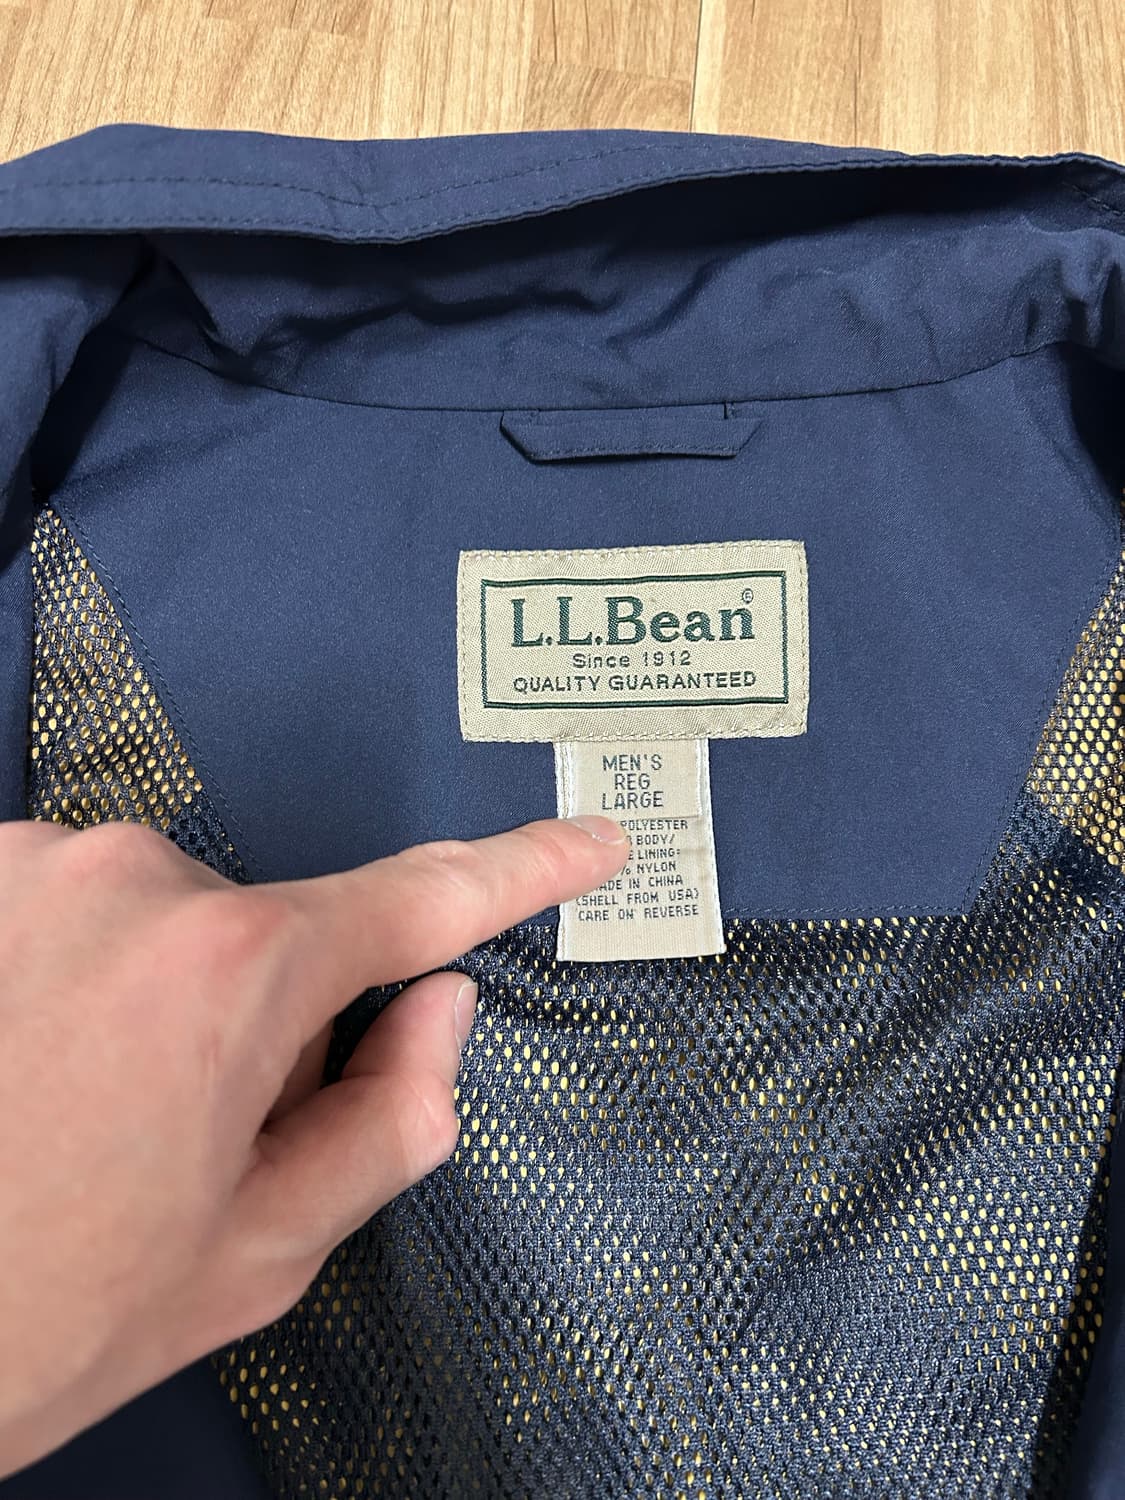 L.L.Bean®
Since 1912
QUALITY GUARANTEED
MEN'S
REG
LARGE
POLYESTER
BODY/
LINING:
% NYLON
MADE IN CHINA
(SHELL FROM USA)
CARE ON REVERSE